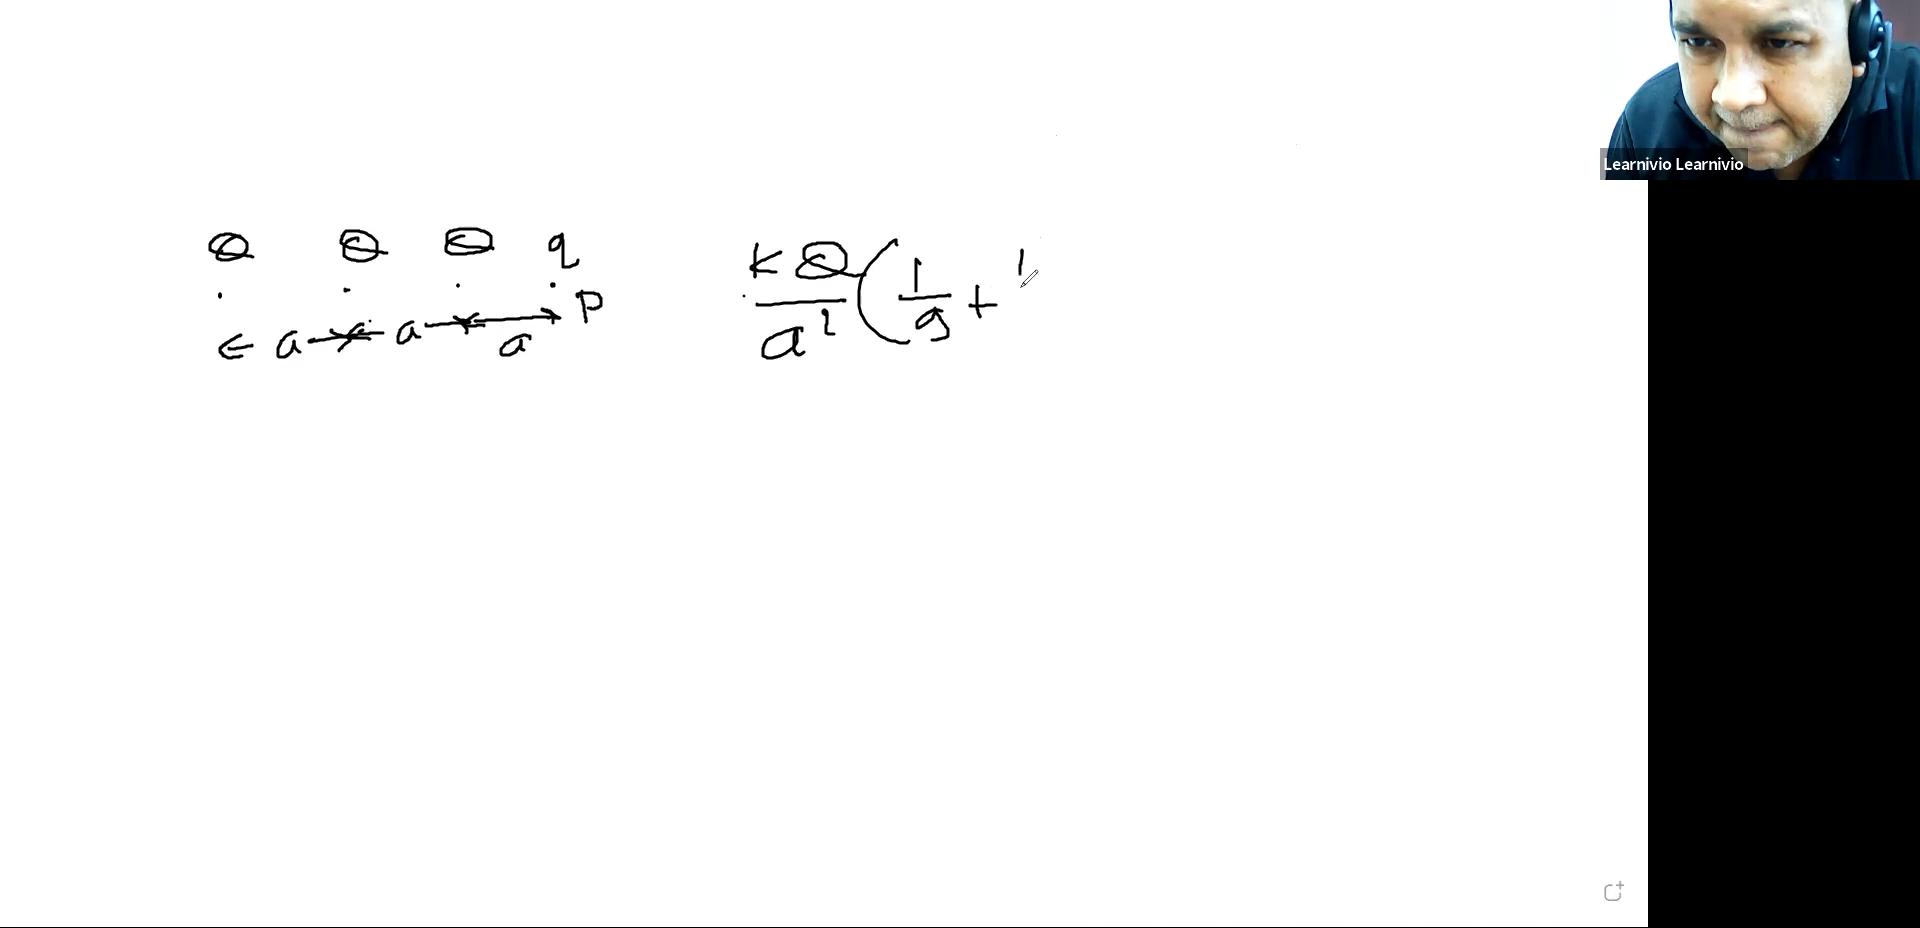 Learnivio Learnivio
Q Q Q q
P
a a a
kQ/a² (1/9 + 1